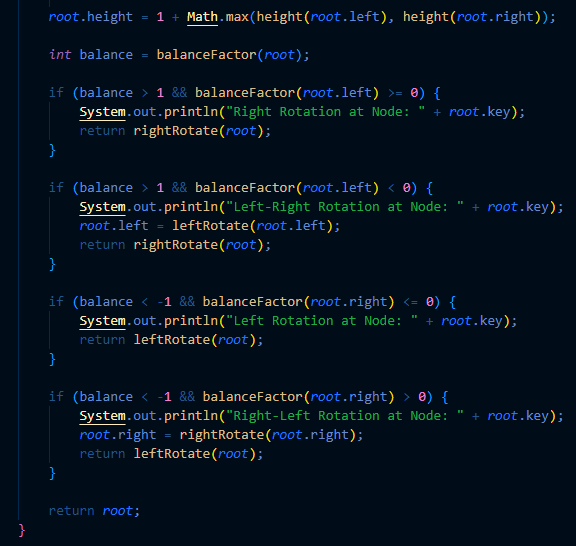 root.height = 1 + Math.max(height(root.left), height(root.right));
int balance = balanceFactor(root);
if (balance > 1 && balanceFactor(root.left) >= 0) {
System.out.println("Right Rotation at Node: " + root.key);
return rightRotate(root);
}
if (balance > 1 && balanceFactor(root.left) < 0) {
System.out.println("Left-Right Rotation at Node: " + root.key);
root.left = leftRotate(root.left);
return rightRotate(root);
}
if (balance < -1 && balanceFactor(root.right) <= 0) {
System.out.println("Left Rotation at Node: " + root.key);
return leftRotate(root);
}
if (balance < -1 && balanceFactor(root.right) > 0) {
System.out.println("Right-Left Rotation at Node: " + root.key);
root.right = rightRotate(root.right);
return leftRotate(root);
}
return root;
}